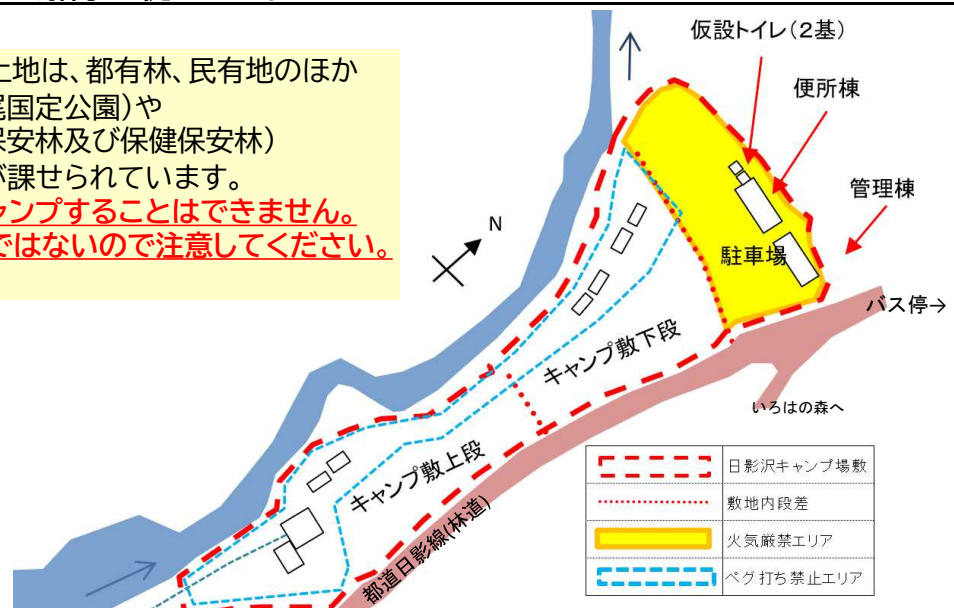 土地は、都有林、民有地のほか
尾国定公園)や
保安林及び保健保安林)
が課せられています。
ャンプすることはできません。
ではないので注意してください。
仮設トイレ(2基)
便所棟
管理棟
N
駐車場
バス停→
キャンプ敷下段
いろはの森へ
キャンプ敷上段
都道日影線(林道)
日影沢キャンプ場敷
敷地内段差
火気厳禁エリア
ペグ打ち禁止エリア